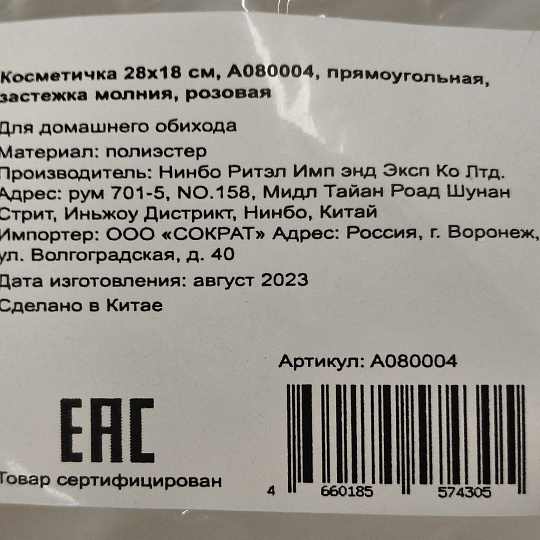 Косметичка 28х18 см, А080004, прямоугольная,
застежка молния, розовая
Для домашнего обихода
Материал: полиэстер
Производитель: Нинбо Ритэл Имп энд Эксп Ко Лтд.
Адрес: рум 701-5, NO.158, Мидл Тайан Роад Шунан
Стрит, Иньжоу Дистрикт, Нинбо, Китай
Импортер: ООО «СОКРАТ» Адрес: Россия, г. Воронеж,
ул. Волгоградская, д. 40
Дата изготовления: август 2023
Сделано в Китае
Артикул: А080004
EAC
Товар сертифицирован
4 660185 574305